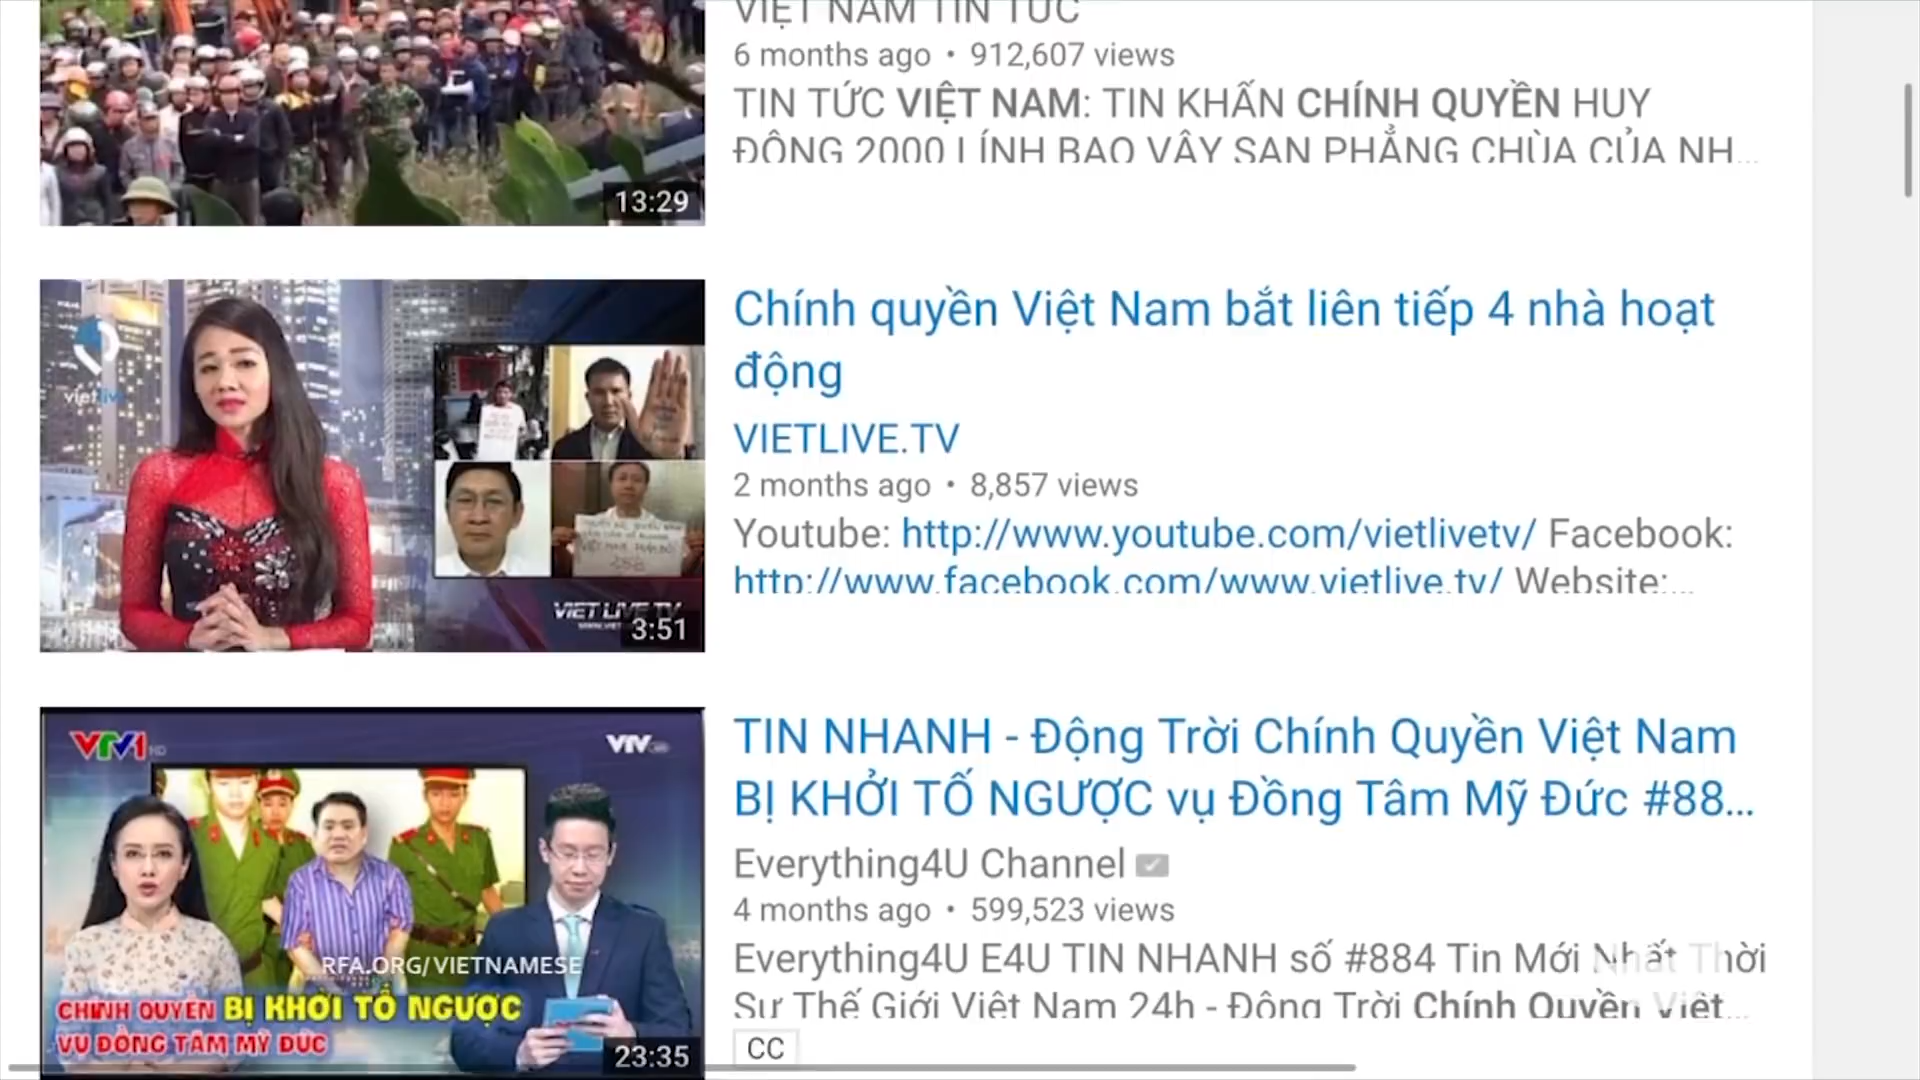 VIỆT NAM TIN TỨC
6 months ago • 912,607 views
TIN TỨC VIỆT NAM: TIN KHẨN CHÍNH QUYỀN HUY
ĐỘNG 2000 LÍNH BAO VÂY SAN PHẲNG CHÙA CỦA NH...
13:29
Chính quyền Việt Nam bắt liên tiếp 4 nhà hoạt
động
VIETLIVE.TV
2 months ago • 8,857 views
Youtube: http://www.youtube.com/vietlivetv/ Facebook:
http://www.facebook.com/www.vietlive.tv/ Website:...
vietlive
VIET LIVE TV
3:51
TIN NHANH - Động Trời Chính Quyền Việt Nam
BỊ KHỞI TỐ NGƯỢC vụ Đồng Tâm Mỹ Đức #88...
Everything4U Channel
4 months ago • 599,523 views
Everything4U E4U TIN NHANH số #884 Tin Mới Nhất Thời
Sự Thế Giới Việt Nam 24h - Động Trời Chính Quyền Việt...
CC
VTV1 HD
VTV
RFA.ORG/VIETNAMESE
CHÍNH QUYỀN BỊ KHỞI TỐ NGƯỢC
VỤ ĐỒNG TÂM MỸ ĐỨC
23:35